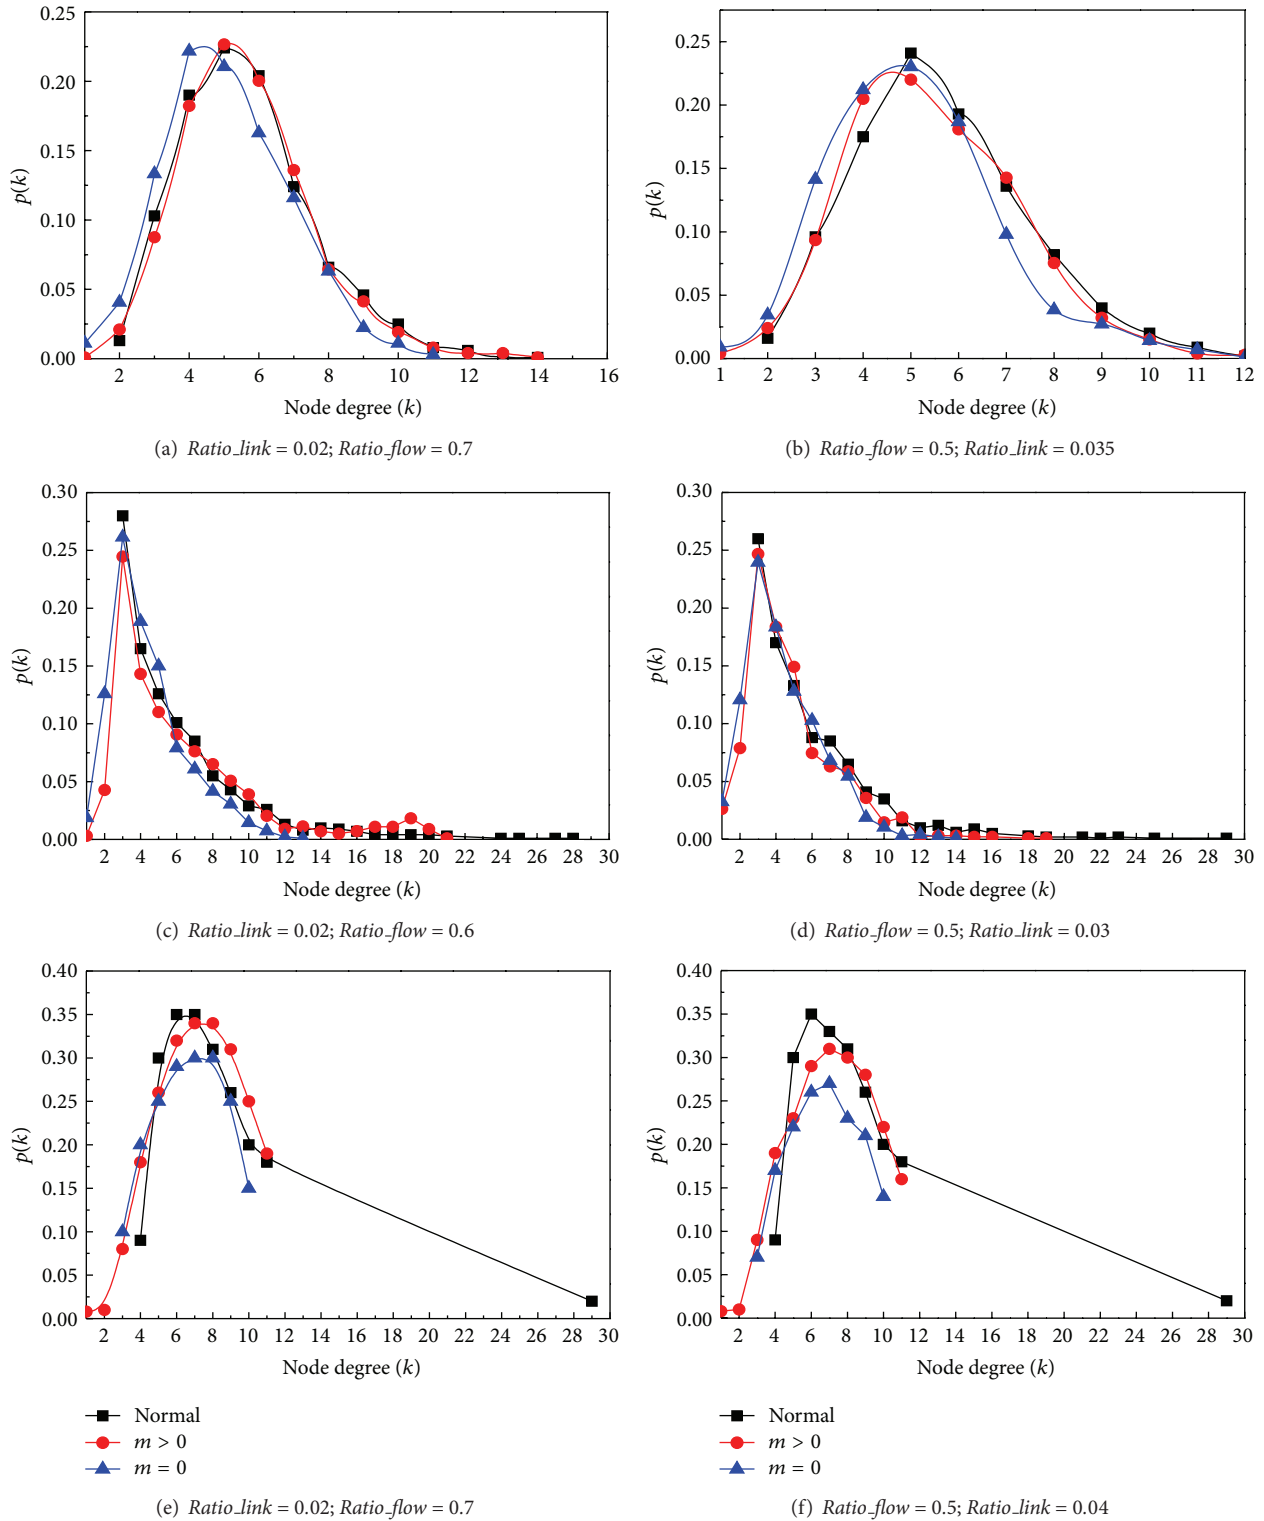 0.25
0.20
0.15
0.10
0.05
0.00
p(k)
2 4 6 8 10 12 14 16
Node degree (k)
(a) Ratio_link = 0.02; Ratio_flow = 0.7
0.25
0.20
0.15
0.10
0.05
0.00
p(k)
1 2 3 4 5 6 7 8 9 10 11 12
Node degree (k)
(b) Ratio_flow = 0.5; Ratio_link = 0.035
0.30
0.25
0.20
0.15
0.10
0.05
0.00
p(k)
2 4 6 8 10 12 14 16 18 20 22 24 26 28 30
Node degree (k)
(c) Ratio_link = 0.02; Ratio_flow = 0.6
0.30
0.25
0.20
0.15
0.10
0.05
0.00
p(k)
2 4 6 8 10 12 14 16 18 20 22 24 26 28 30
Node degree (k)
(d) Ratio_flow = 0.5; Ratio_link = 0.03
0.40
0.35
0.30
0.25
0.20
0.15
0.10
0.05
0.00
p(k)
2 4 6 8 10 12 14 16 18 20 22 24 26 28 30
Node degree (k)
Normal
m > 0
m = 0
(e) Ratio_link = 0.02; Ratio_flow = 0.7
0.40
0.35
0.30
0.25
0.20
0.15
0.10
0.05
0.00
p(k)
2 4 6 8 10 12 14 16 18 20 22 24 26 28 30
Node degree (k)
Normal
m > 0
m = 0
(f) Ratio_flow = 0.5; Ratio_link = 0.04